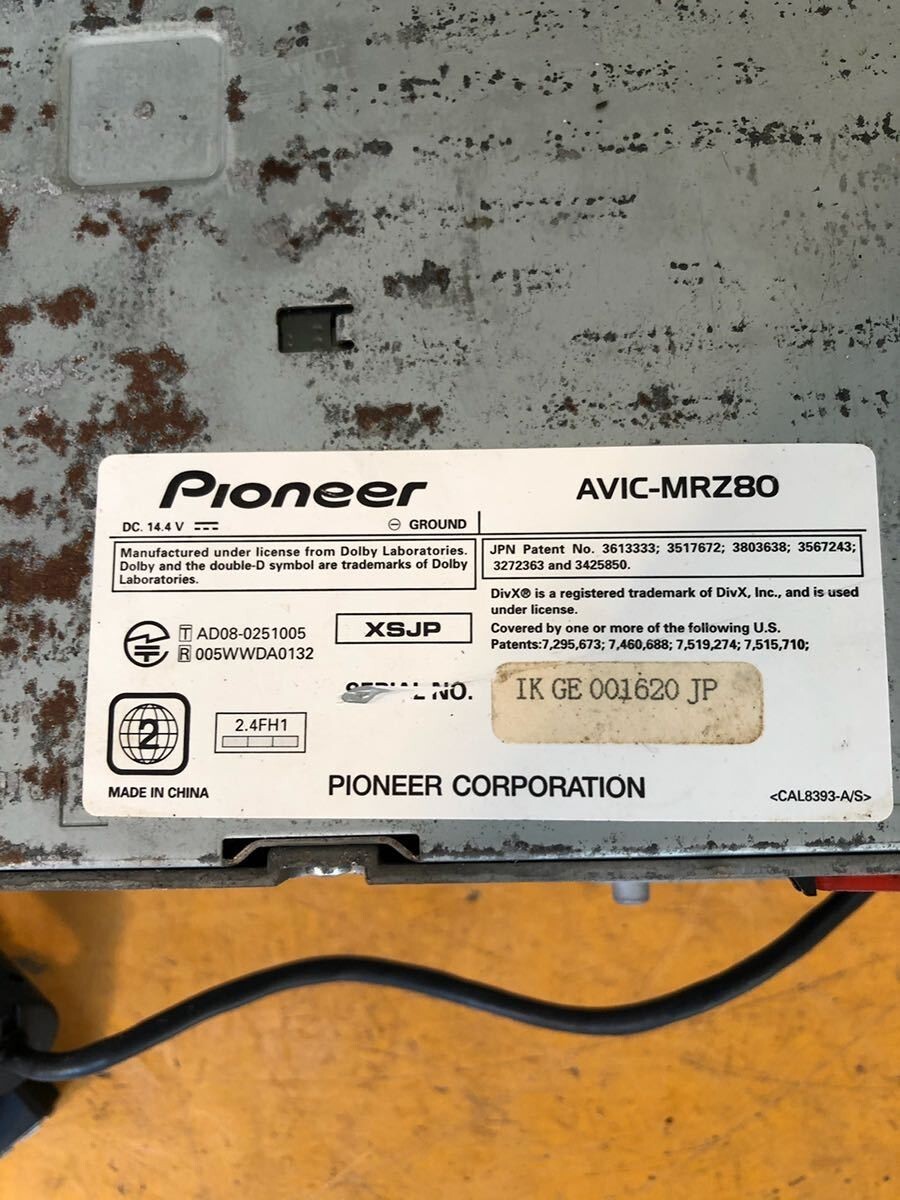 Pioneer
AVIC-MRZ80
DC. 14.4 V
⊖ GROUND
Manufactured under license from Dolby Laboratories.
Dolby and the double-D symbol are trademarks of Dolby
Laboratories.
JPN Patent No. 3613333; 3517672; 3803638; 3567243;
3272363 and 3425850.
DivX® is a registered trademark of DivX, Inc., and is used
under license.
Covered by one or more of the following U.S.
Patents:7,295,673; 7,460,688; 7,519,274; 7,515,710;
T AD08-0251005
R 005WWDA0132
XSJP
SERIAL NO.
IK GE 001620 JP
2
2.4FH1
MADE IN CHINA
PIONEER CORPORATION
<CAL8393-A/S>